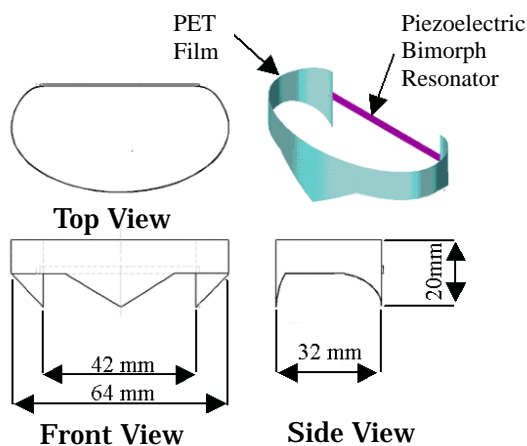 PET
Film
Piezoelectric
Bimorph
Resonator
Top View
20mm
42 mm
64 mm
32 mm
Front View
Side View